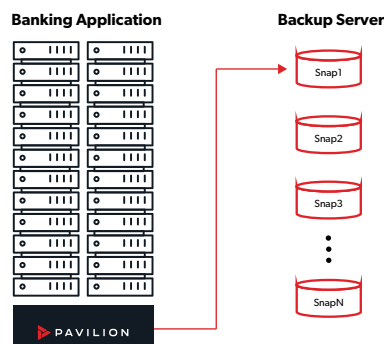 Banking Application
Backup Server
Snap1
Snap2
Snap3
SnapN
PAVILION